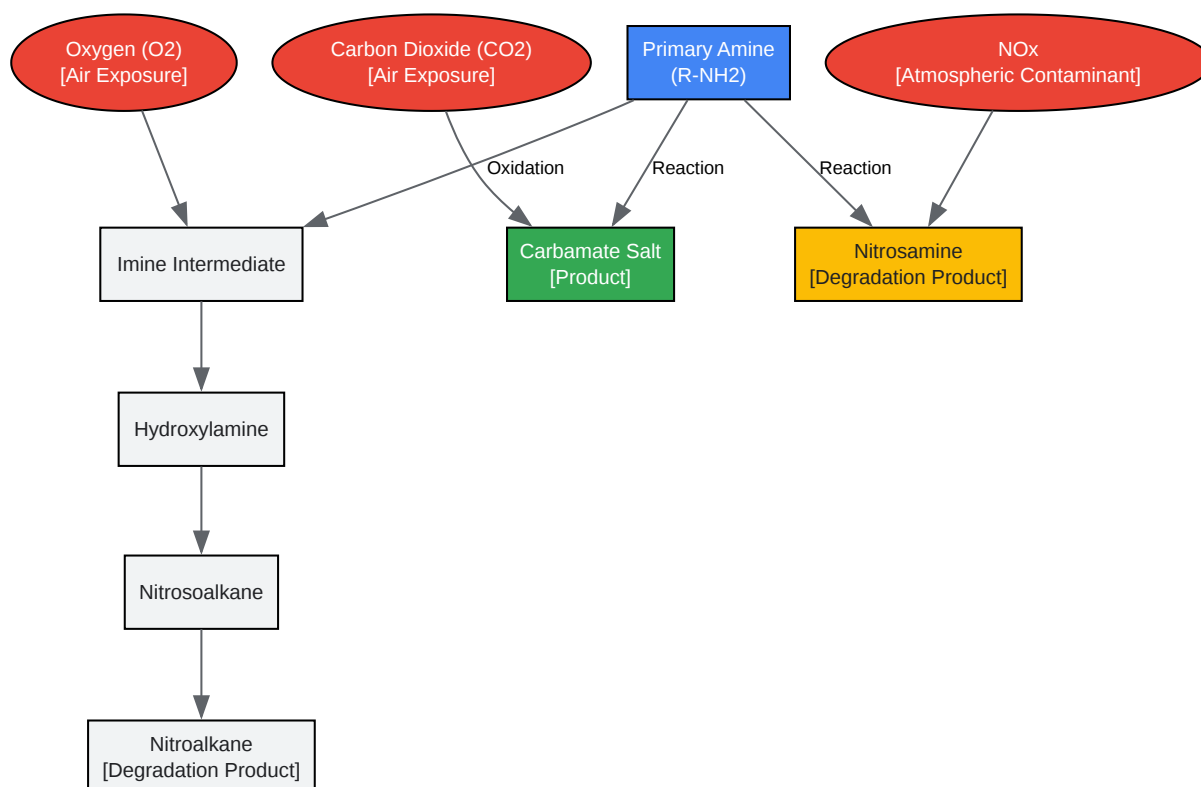 Oxygen (O2)
[Air Exposure]
Carbon Dioxide (CO2)
[Air Exposure]
Primary Amine
(R-NH2)
NOx
[Atmospheric Contaminant]
Oxidation
Reaction
Reaction
Imine Intermediate
Carbamate Salt
[Product]
Nitrosamine
[Degradation Product]
Hydroxylamine
Nitrosoalkane
Nitroalkane
[Degradation Product]